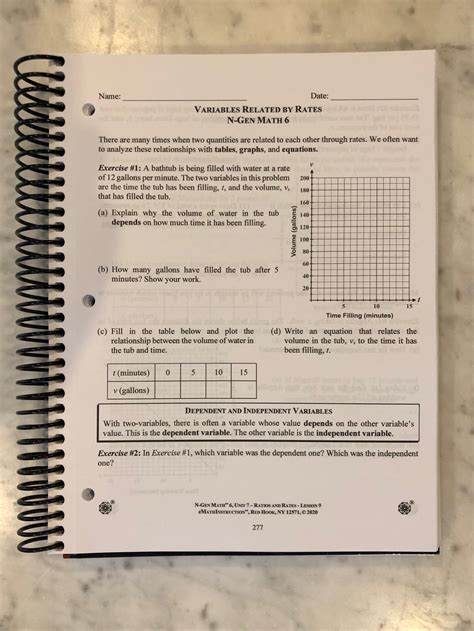 Name: ____________________ Date: ____________________
VARIABLES RELATED BY RATES
N-GEN MATH 6
There are many times when two quantities are related to each other through rates. We often want
to analyze these relationships with tables, graphs, and equations.
Exercise #1: A bathtub is being filled with water at a rate
of 12 gallons per minute. The two variables in this problem
are the time the tub has been filling, t, and the volume, v,
that has filled the tub.
(a) Explain why the volume of water in the tub
depends on how much time it has been filling.
(b) How many gallons have filled the tub after 5
minutes? Show your work.
v
200
180
160
140
120
100
80
60
40
20
Volume (gallons)
5 10 15
t
Time Filling (minutes)
(c) Fill in the table below and plot the
relationship between the volume of water in
the tub and time.
(d) Write an equation that relates the
volume in the tub, v, to the time it has
been filling, t.
t (minutes) 0 5 10 15
v (gallons)
DEPENDENT AND INDEPENDENT VARIABLES
With two-variables, there is often a variable whose value depends on the other variable's
value. This is the dependent variable. The other variable is the independent variable.
Exercise #2: In Exercise #1, which variable was the dependent one? Which was the independent
one?
N-GEN MATH™ 6, UNIT 7 – RATIOS AND RATES – LESSON 9
eMATHINSTRUCTION™, RED HOOK, NY 12571, © 2020
277